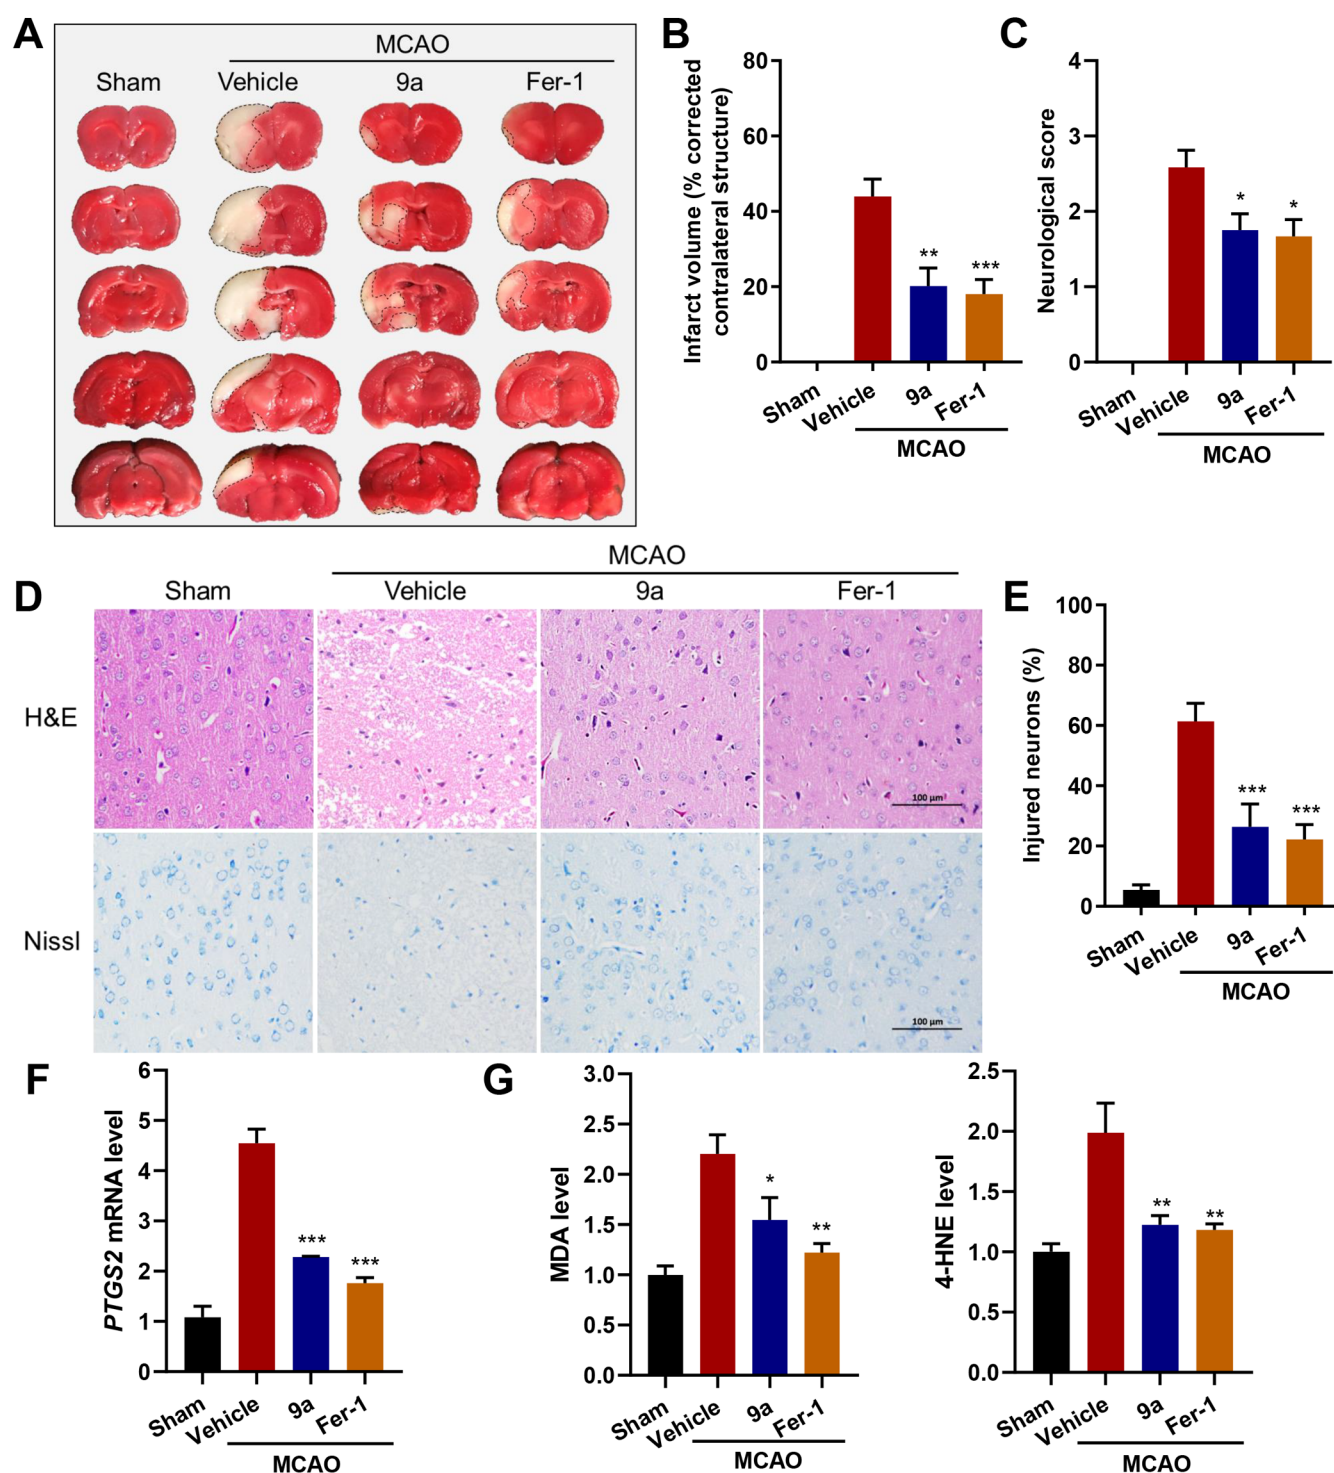 A
MCAO
Sham Vehicle 9a Fer-1
B
Infarct volume (% corrected
contralateral structure)
80
60
40
20
0
** ***
Sham Vehicle 9a Fer-1
MCAO
C
Neurological score
4
3
2
1
0
* *
Sham Vehicle 9a Fer-1
MCAO
D
MCAO
Sham Vehicle 9a Fer-1
H&E
100 μm
Nissl
100 μm
E
Injured neurons (%)
100
80
60
40
20
0
*** ***
Sham Vehicle 9a Fer-1
MCAO
F
PTGS2 mRNA level
6
5
4
3
2
1
0
*** ***
Sham Vehicle 9a Fer-1
MCAO
G
MDA level
3.0
2.5
2.0
1.5
1.0
0.5
0.0
* **
Sham Vehicle 9a Fer-1
MCAO
4-HNE level
2.5
2.0
1.5
1.0
0.5
0.0
** **
Sham Vehicle 9a Fer-1
MCAO